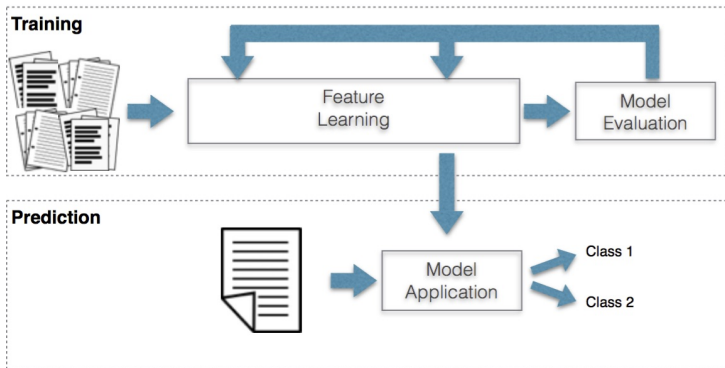 Training
Feature
Learning
Model
Evaluation
Prediction
Model
Application
Class 1
Class 2